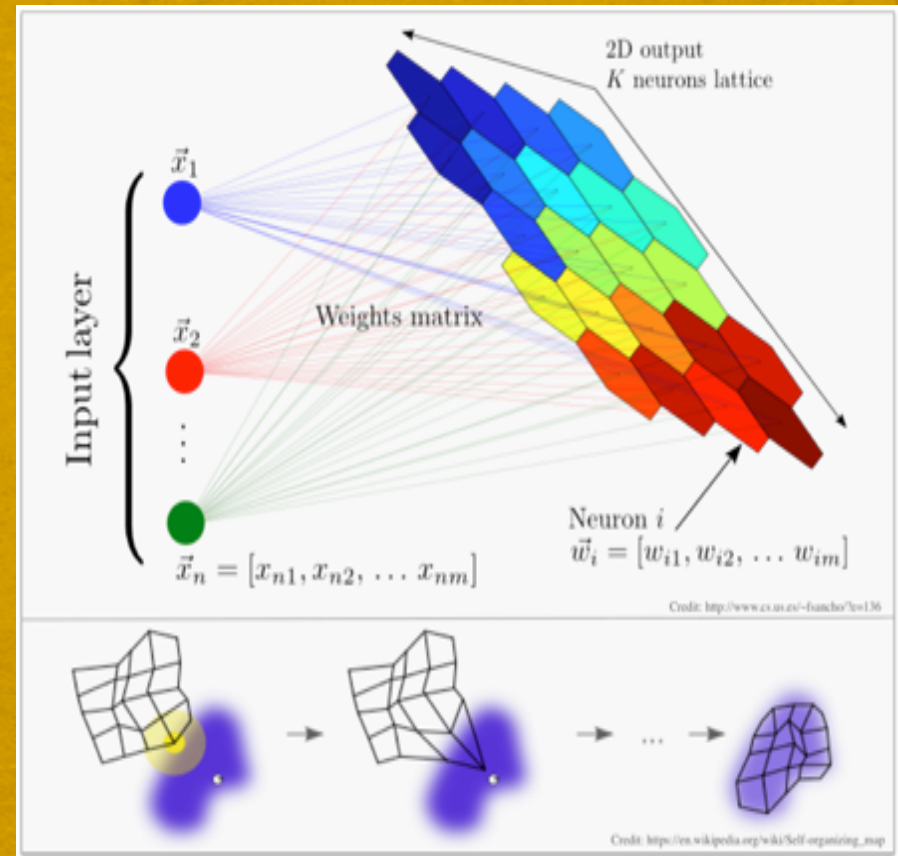 2D output
K neurons lattice
x⃗₁
Input layer
Weights matrix
x⃗₂
⋮
Neuron i
w⃗ᵢ = [wᵢ₁, wᵢ₂, … wᵢₘ]
x⃗ₙ = [xₙ₁, xₙ₂, … xₙₘ]
Credit: http://www.cs.us.es/~fsancho/?e=136
...
Credit: https://en.wikipedia.org/wiki/Self-organizing_map